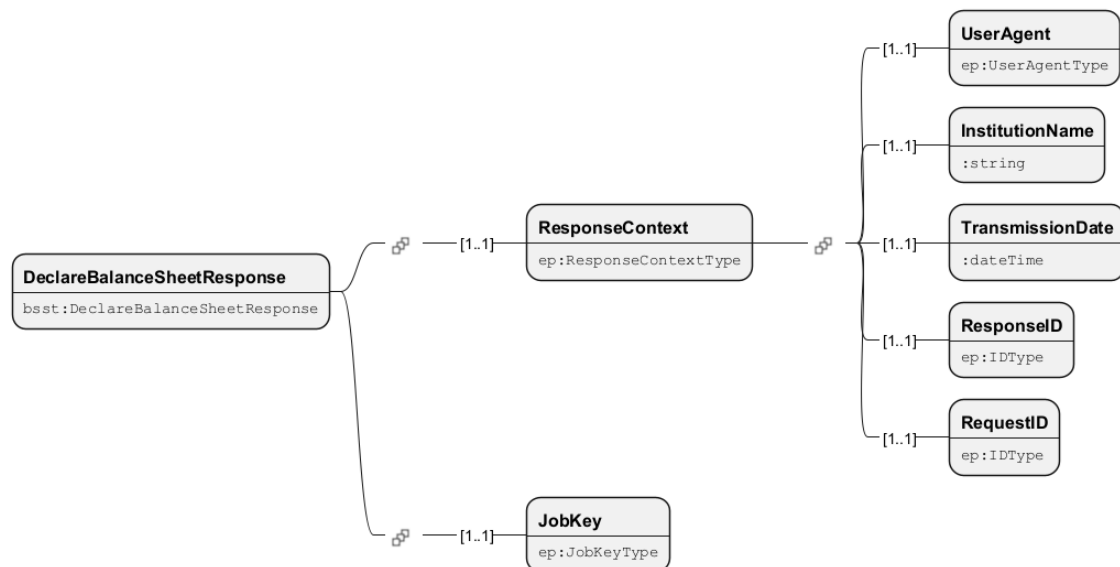 UserAgent
[1..1]
ep:UserAgentType
InstitutionName
[1..1]
:string
DeclareBalanceSheetResponse
bsst:DeclareBalanceSheetResponse
[1..1]
ResponseContext
ep:ResponseContextType
[1..1]
TransmissionDate
:dateTime
ResponseID
[1..1]
ep:IDType
RequestID
[1..1]
ep:IDType
[1..1]
JobKey
ep:JobKeyType